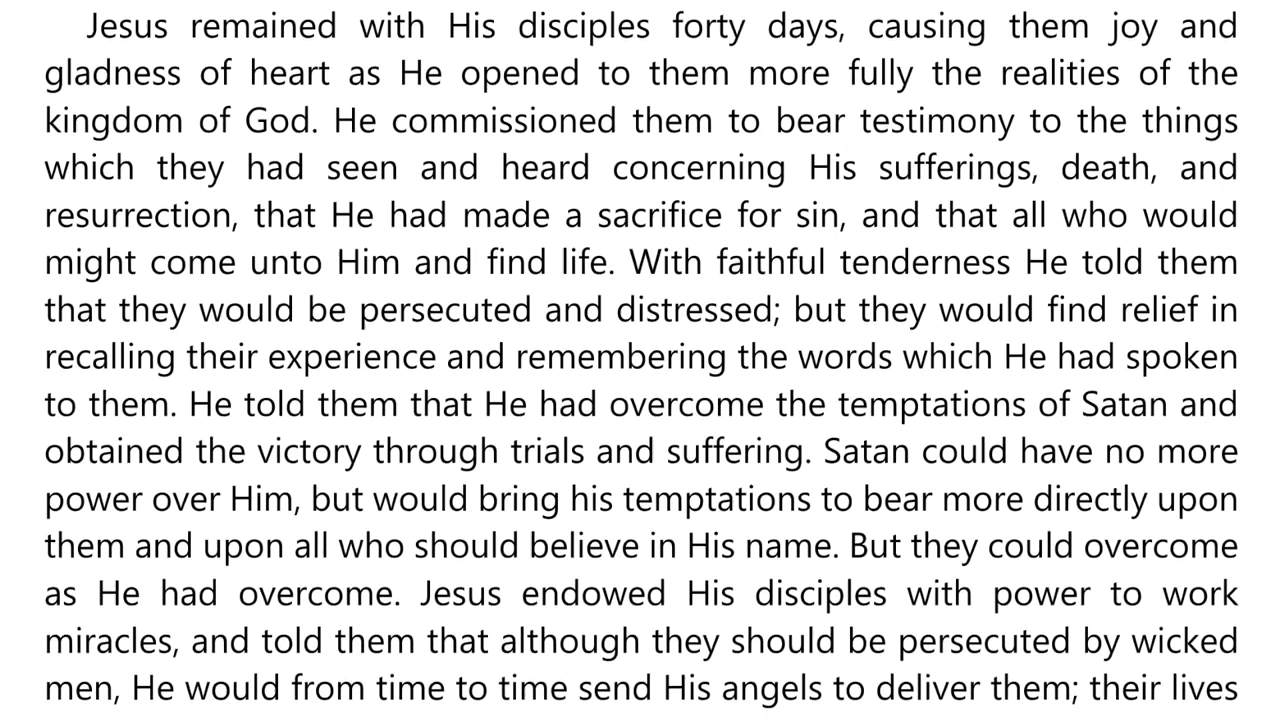 Jesus remained with His disciples forty days, causing them joy and
gladness of heart as He opened to them more fully the realities of the
kingdom of God. He commissioned them to bear testimony to the things
which they had seen and heard concerning His sufferings, death, and
resurrection, that He had made a sacrifice for sin, and that all who would
might come unto Him and find life. With faithful tenderness He told them
that they would be persecuted and distressed; but they would find relief in
recalling their experience and remembering the words which He had spoken
to them. He told them that He had overcome the temptations of Satan and
obtained the victory through trials and suffering. Satan could have no more
power over Him, but would bring his temptations to bear more directly upon
them and upon all who should believe in His name. But they could overcome
as He had overcome. Jesus endowed His disciples with power to work
miracles, and told them that although they should be persecuted by wicked
men, He would from time to time send His angels to deliver them; their lives